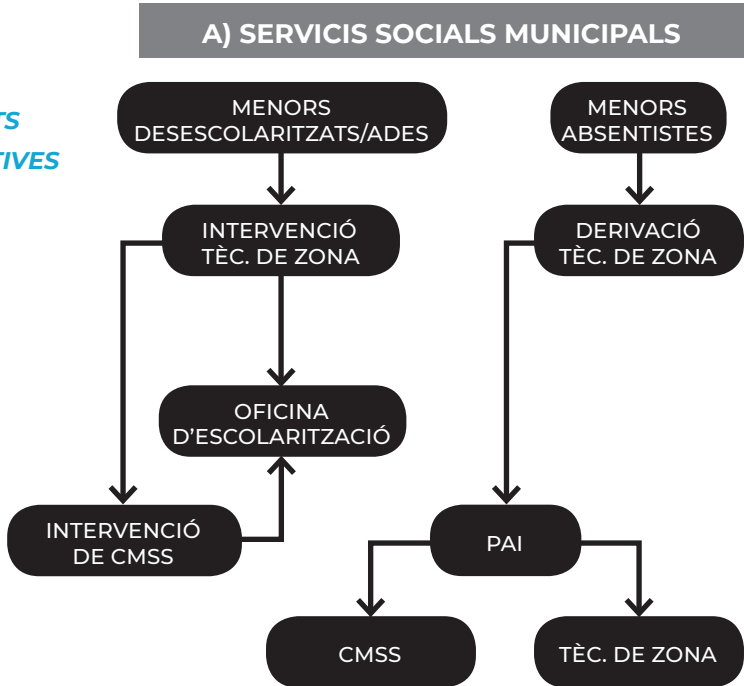 A) SERVICIS SOCIALS MUNICIPALS
MENORS
DESESCOLARITZATS/ADES
MENORS
ABSENTISTES
INTERVENCIÓ
TÈC. DE ZONA
DERIVACIÓ
TÈC. DE ZONA
OFICINA
D'ESCOLARITZACIÓ
INTERVENCIÓ
DE CMSS
PAI
CMSS
TÈC. DE ZONA